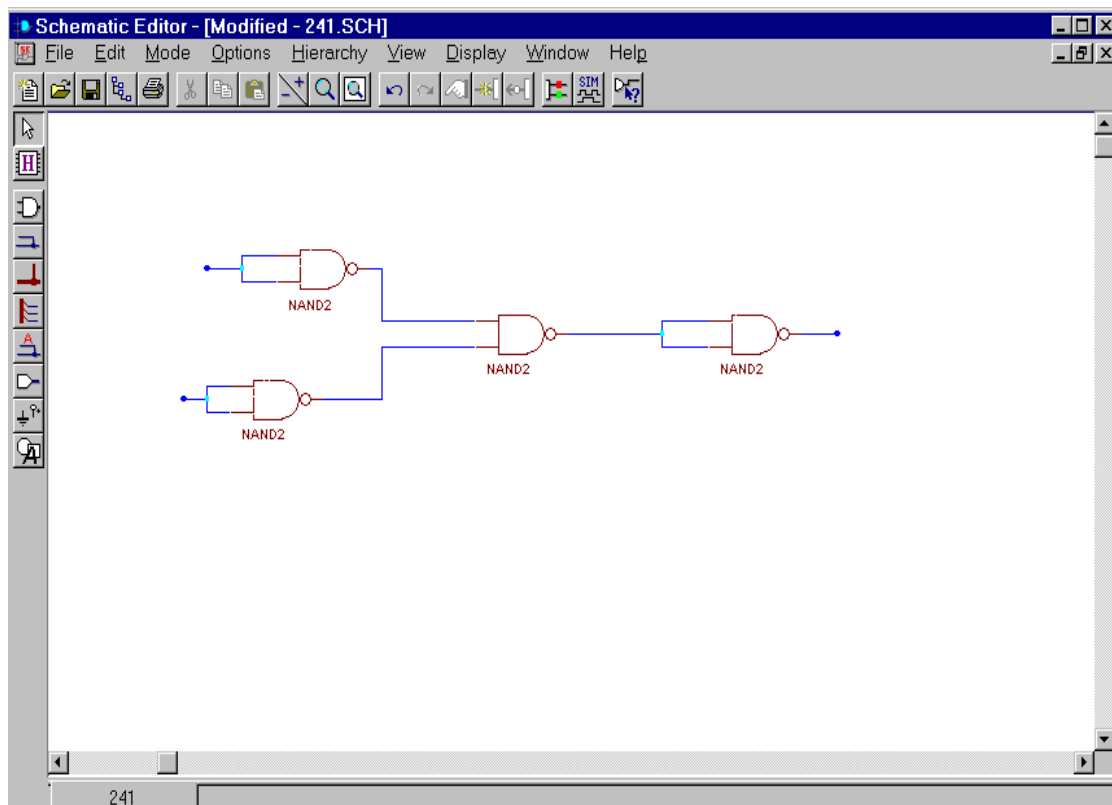 Schematic Editor - [Modified - 241.SCH]
File Edit Mode Options Hierarchy View Display Window Help
SIM
H
A
A
NAND2
NAND2
NAND2
NAND2
241